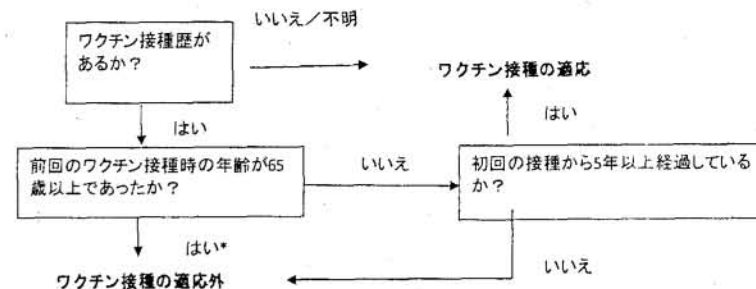 いいえ／不明
ワクチン接種歴が
あるか？
ワクチン接種の適応
はい
はい
前回のワクチン接種時の年齢が65
歳以上であったか？
いいえ
初回の接種から5年以上経過している
か？
はい*
いいえ
ワクチン接種の適応外